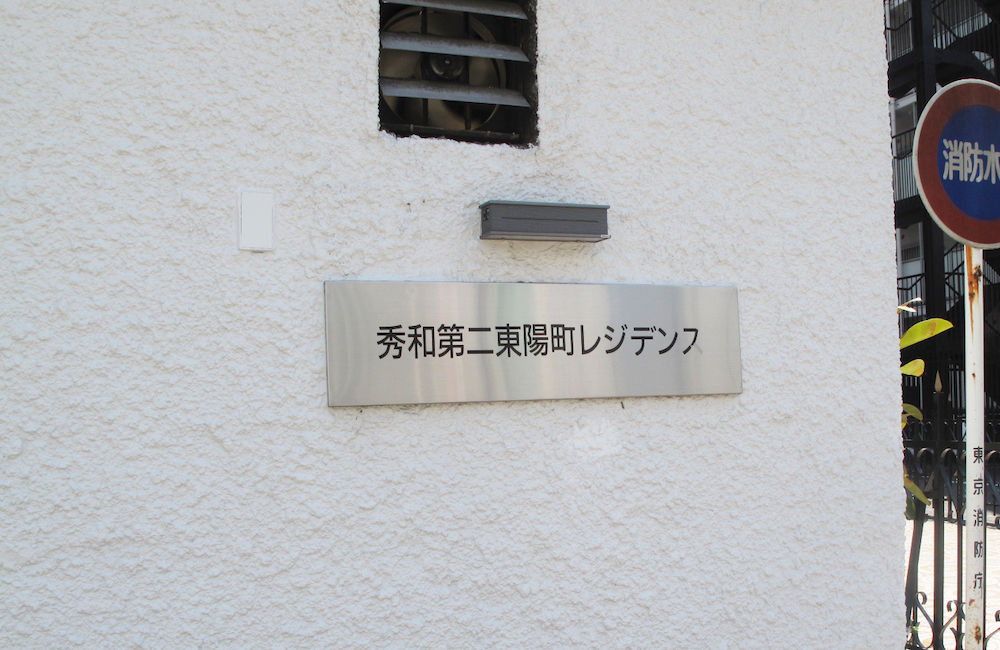 秀和第二東陽町レジデンス
消防水
東京消防庁